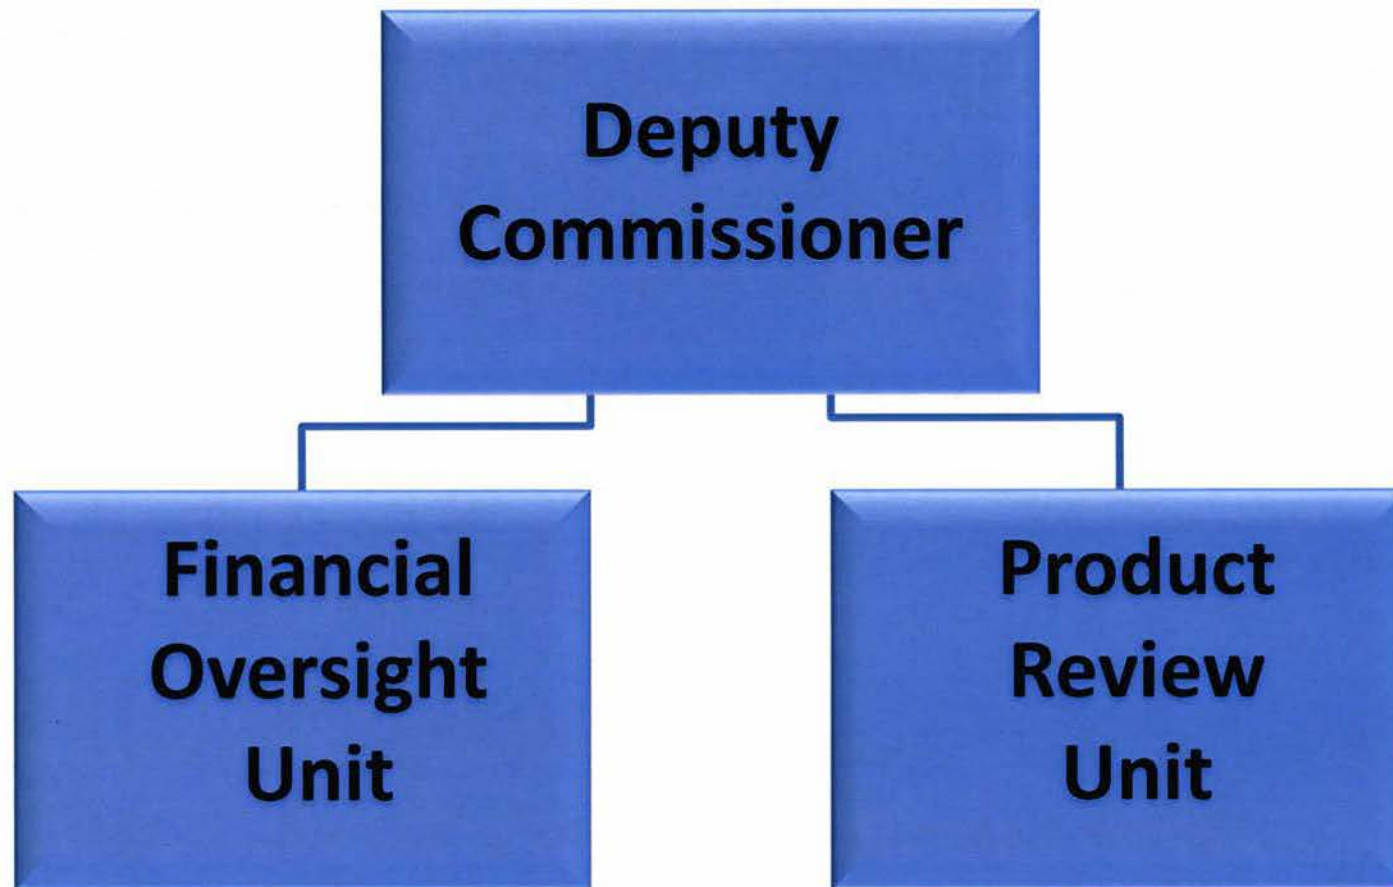 Deputy
Commissioner
Financial
Oversight
Unit
Product
Review
Unit